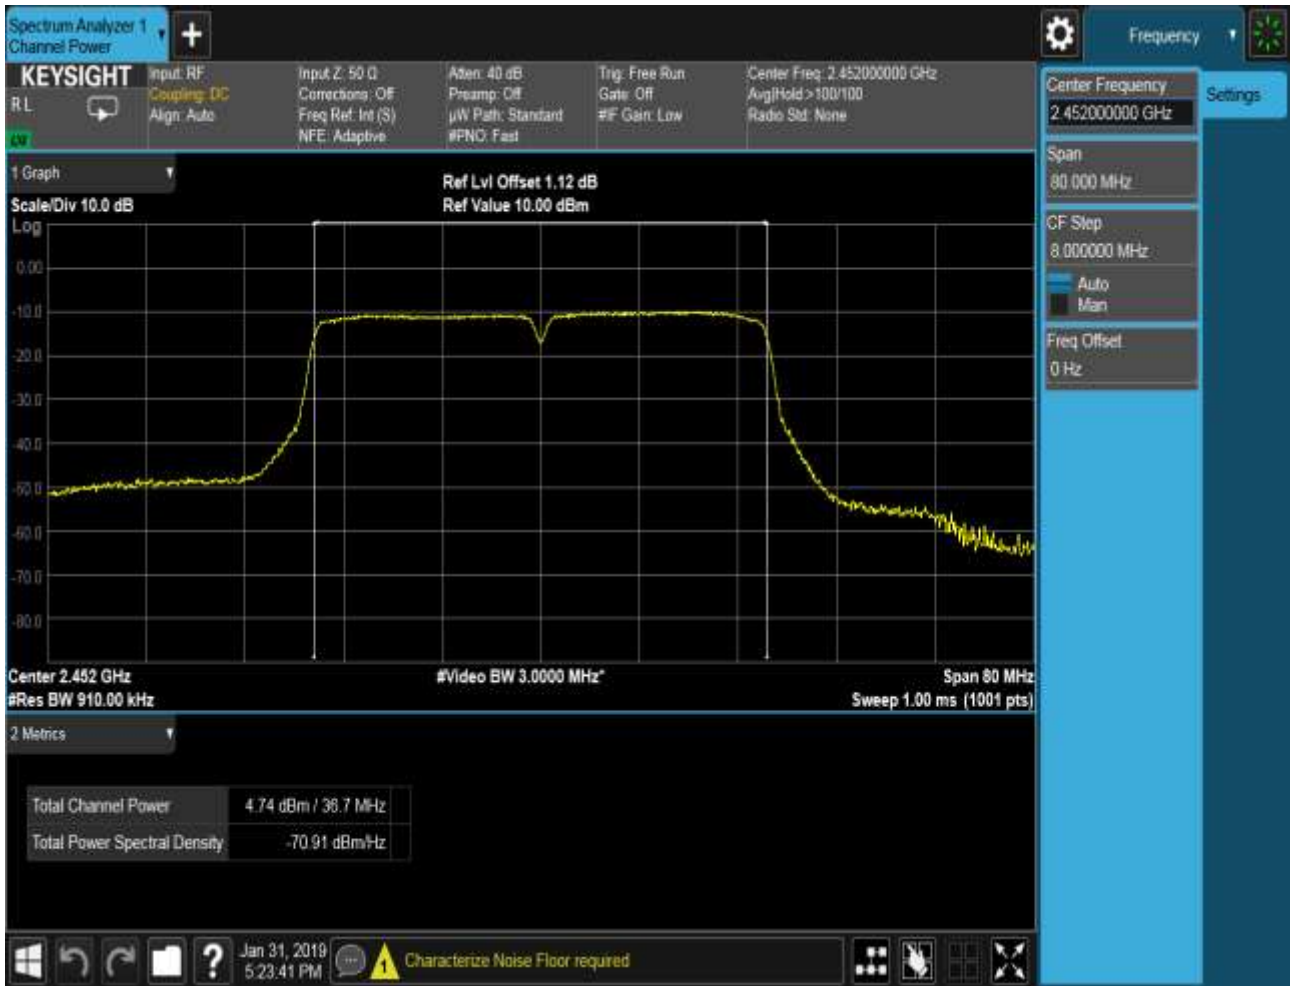 Spectrum Analyzer 1
Channel Power
Frequency
KEYSIGHT
R L
Input: RF
Coupling: DC
Align: Auto
Input Z: 50 Ω
Corrections: Off
Freq Ref: Int (S)
NFE: Adaptive
Atten: 40 dB
Preamp: Off
µW Path: Standard
#PNO: Fast
Trig: Free Run
Gate: Off
#IF Gain: Low
Center Freq: 2.452000000 GHz
Avg|Hold:>100/100
Radio Std: None
Center Frequency
2.452000000 GHz
Settings
Span
80.000 MHz
CF Step
8.000000 MHz
Auto
Man
Freq Offset
0 Hz
1 Graph
Scale/Div 10.0 dB
Ref Lvl Offset 1.12 dB
Ref Value 10.00 dBm
Log
0.00
-10.0
-20.0
-30.0
-40.0
-50.0
-60.0
-70.0
-80.0
Center 2.452 GHz
#Video BW 3.0000 MHz*
Span 80 MHz
#Res BW 910.00 kHz
Sweep 1.00 ms (1001 pts)
2 Metrics
Total Channel Power 4.74 dBm / 36.7 MHz
Total Power Spectral Density -70.91 dBm/Hz
?
Jan 31, 2019
5:23:41 PM
1
Characterize Noise Floor required